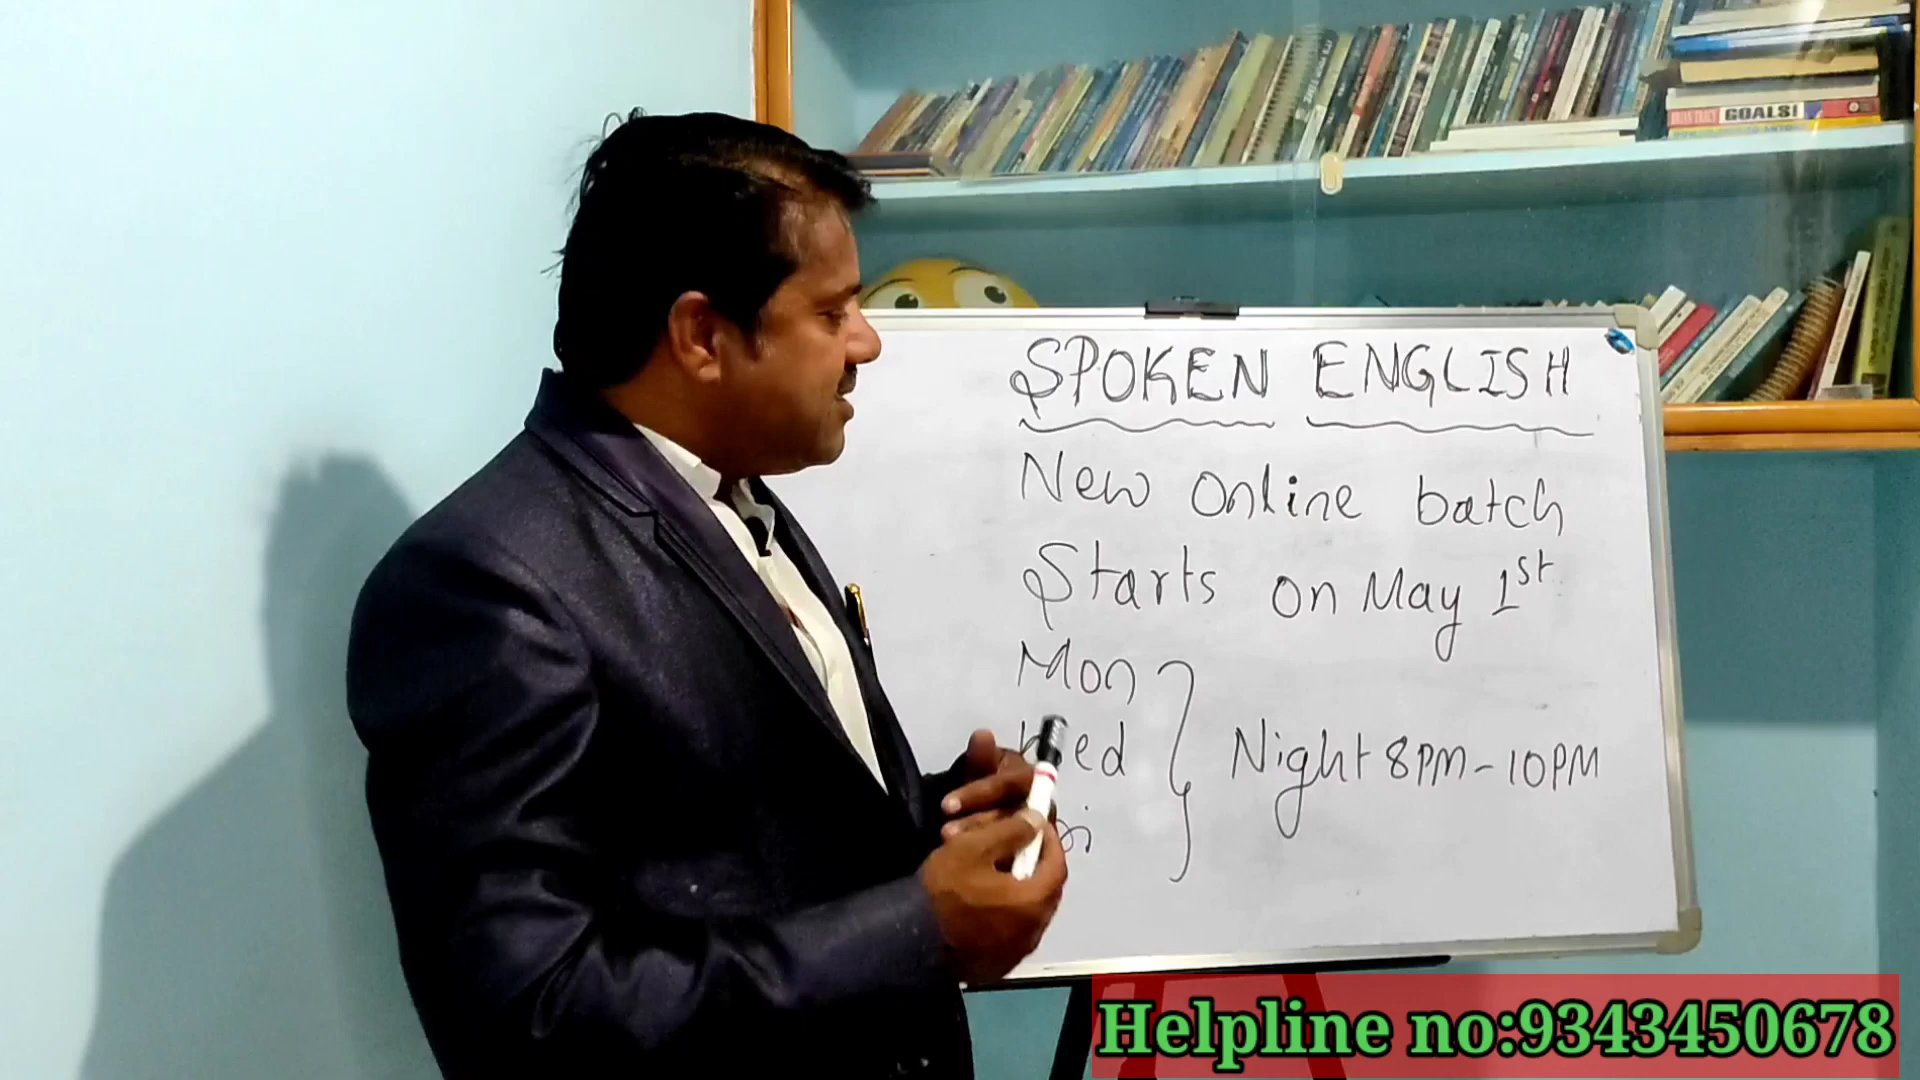 GOALS!
SPOKEN ENGLISH
New Online batch
Starts on May 1st
Mon
Wed
Night 8PM - 10PM
Helpline no:9343450678